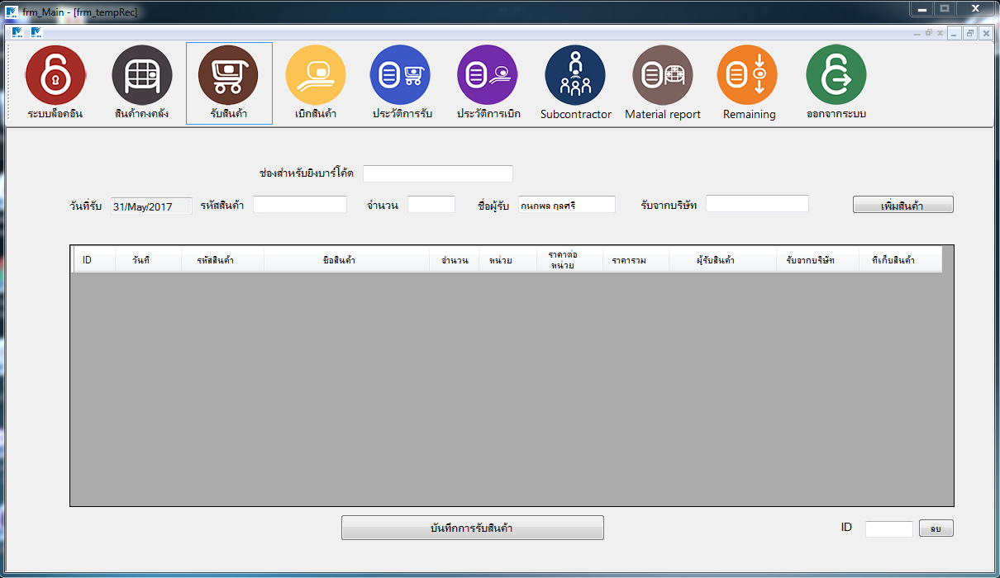 frm_Main - [frm_tempRec]
ระบบล็อคอิน
สินค้าคงคลัง
รับสินค้า
เบิกสินค้า
ประวัติการรับ
ประวัติการเบิก
Subcontractor
Material report
Remaining
ออกจากระบบ
ช่องสำหรับยิงบาร์โค้ด
วันที่รับ 31/May/2017 รหัสสินค้า จำนวน ชื่อผู้รับ กนกพล กุลศรี รับจากบริษัท เพิ่มสินค้า
ID วันที่ รหัสสินค้า ชื่อสินค้า จำนวน หน่วย ราคาต่อ
หน่วย ราคารวม ผู้รับสินค้า รับจากบริษัท ที่เก็บสินค้า
บันทึกการรับสินค้า
ID ลบ